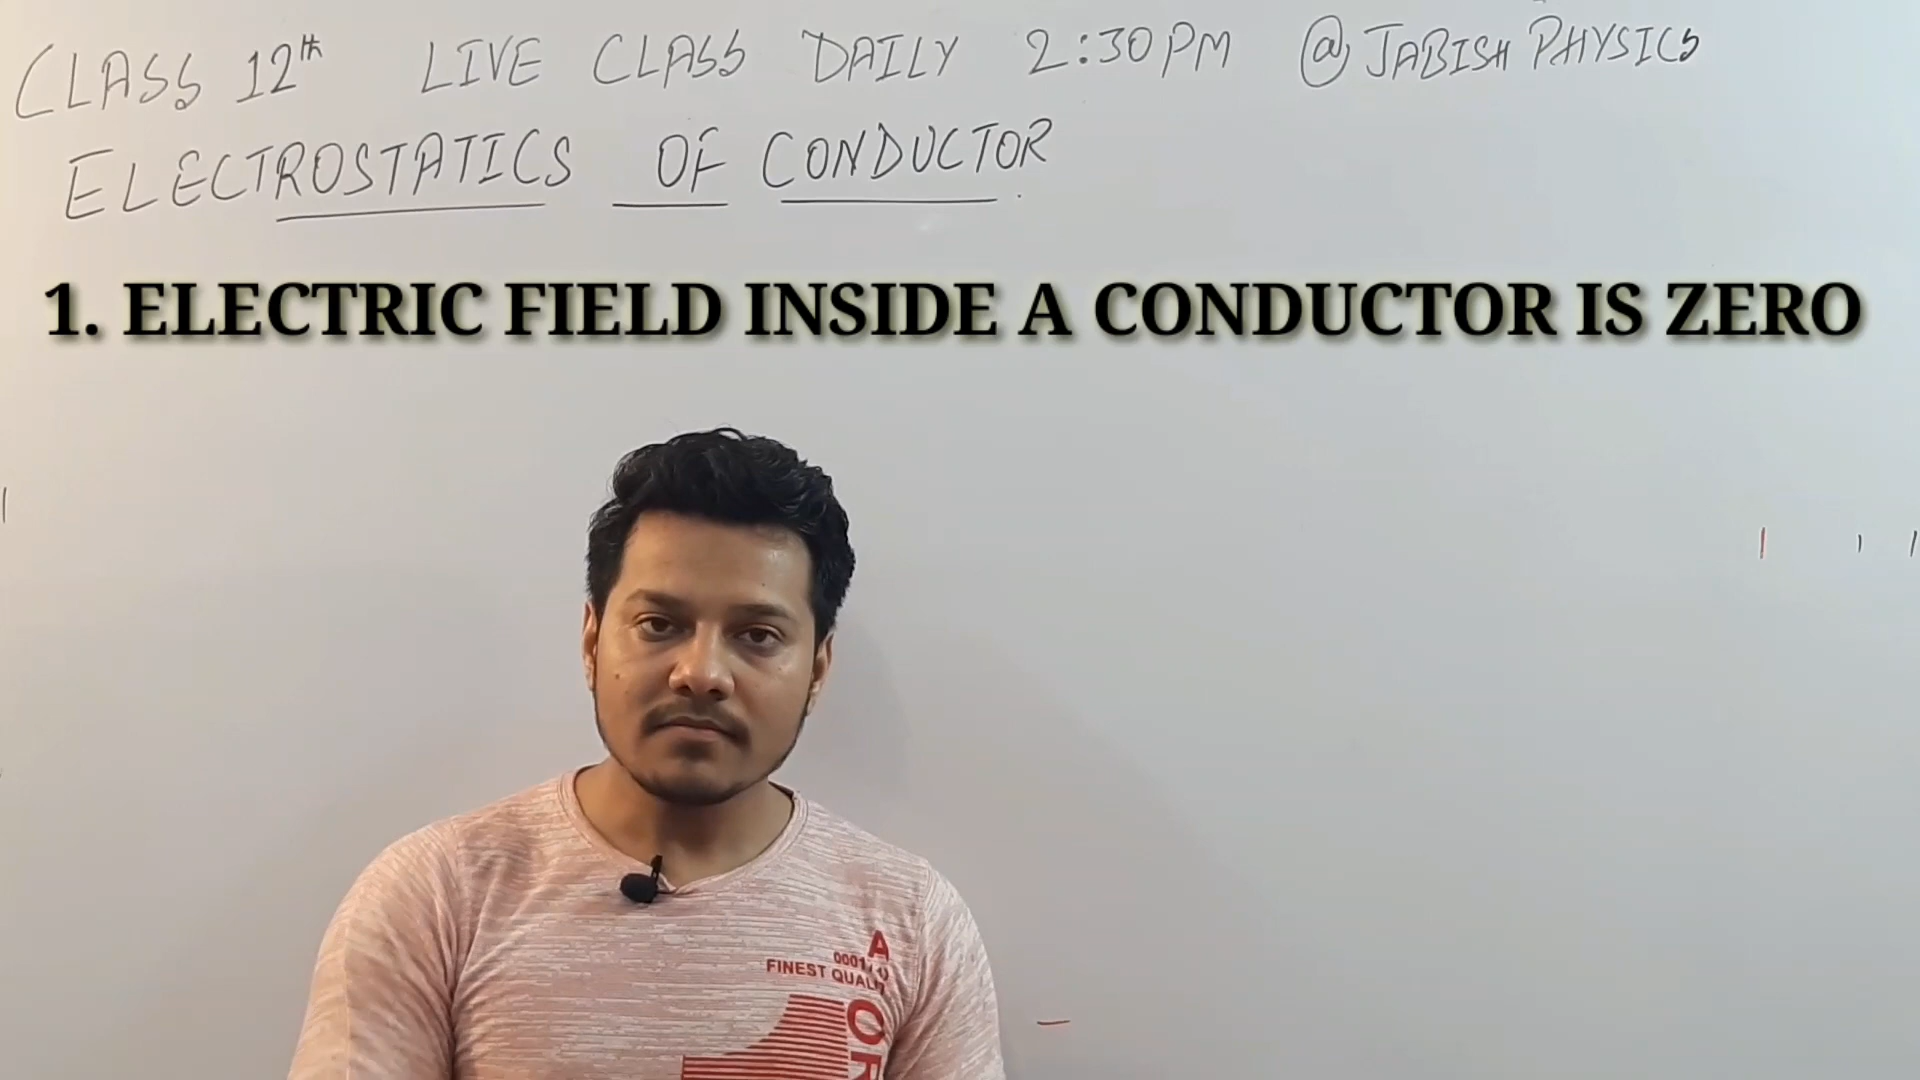 CLASS 12th LIVE CLASS DAILY 2:30PM @JABISH PHYSICS
ELECTROSTATICS OF CONDUCTOR
1. ELECTRIC FIELD INSIDE A CONDUCTOR IS ZERO
A
FINEST